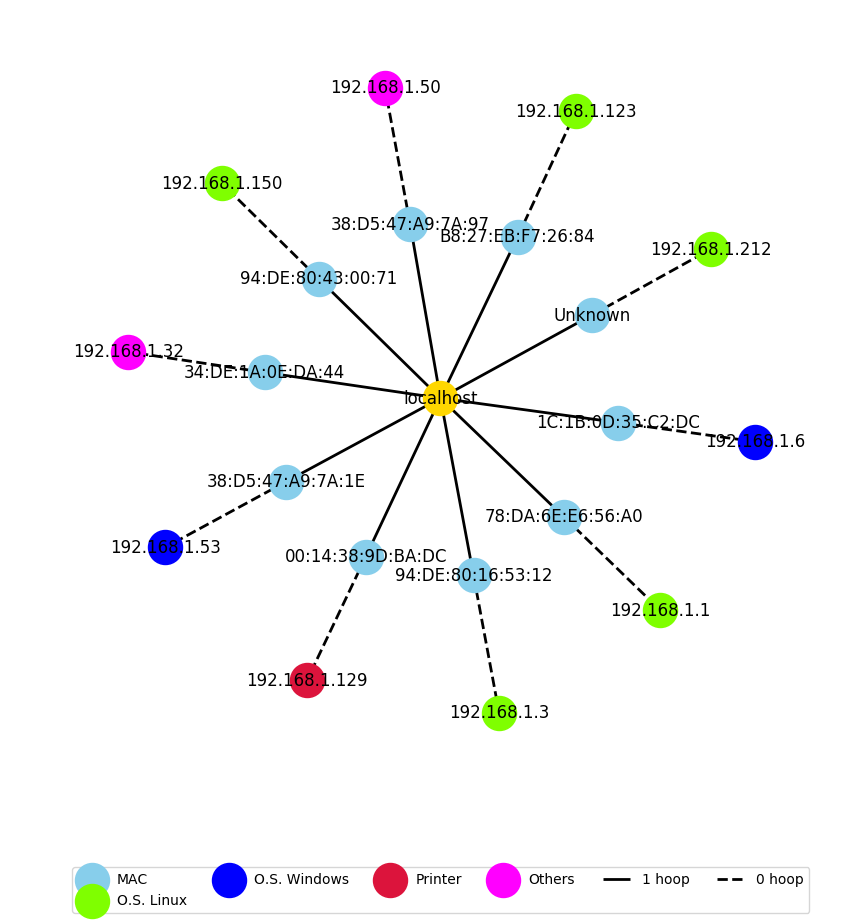 192.168.1.50
192.168.1.123
192.168.1.150
38:D5:47:A9:7A:97
B8:27:EB:F7:26:84
192.168.1.212
94:DE:80:43:00:71
Unknown
192.168.1.32
34:DE:1A:0E:DA:44
localhost
1C:1B:0D:35:C2:DC
192.168.1.6
38:D5:47:A9:7A:1E
78:DA:6E:E6:56:A0
192.168.1.53
00:14:38:9D:BA:DC
94:DE:80:16:53:12
192.168.1.1
192.168.1.129
192.168.1.3
MAC
O.S. Windows
Printer
Others
1 hoop
0 hoop
O.S. Linux